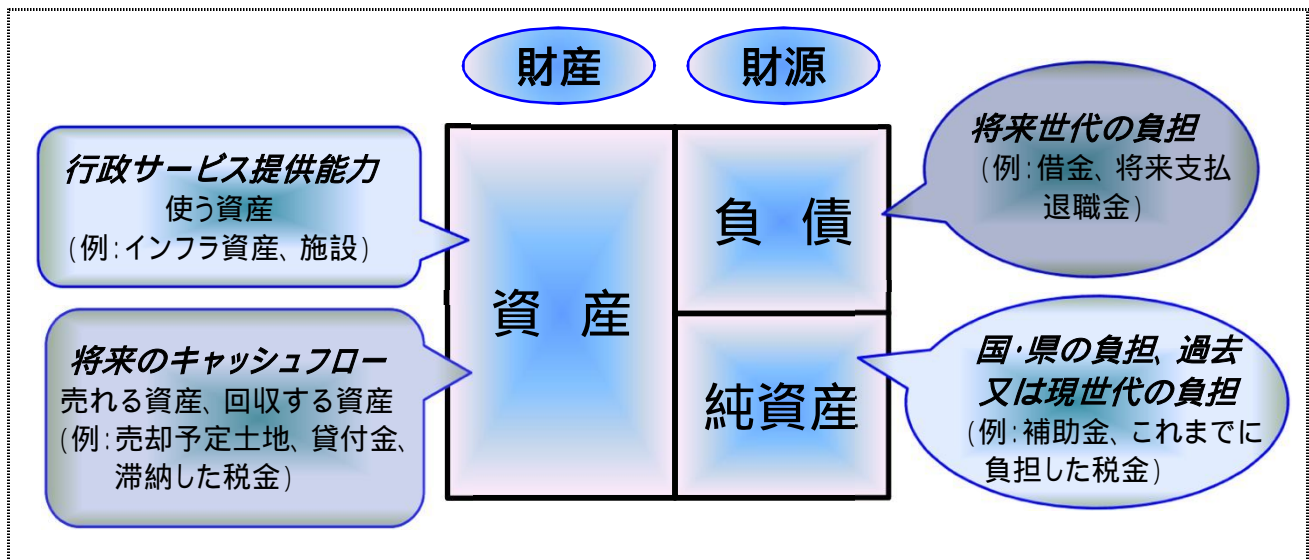 財産
財源
行政サービス提供能力
使う資産
(例:インフラ資産、施設)
将来のキャッシュフロー
売れる資産、回収する資産
(例:売却予定土地、貸付金、
滞納した税金)
資 産
負 債
純資産
将来世代の負担
(例:借金、将来支払
退職金)
国・県の負担、過去
又は現世代の負担
(例:補助金、これまでに
負担した税金)